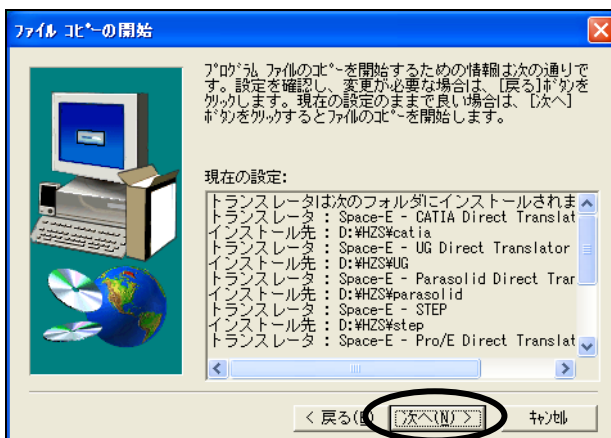 ファイル コピーの開始
プログラム ファイルのコピーを開始するための情報は次の通りで
す。設定を確認し、変更が必要な場合は、[戻る]ボタンを
クリックします。現在の設定のままで良い場合は、[次へ]
ボタンをクリックするとファイルのコピーを開始します。
現在の設定:
トランスレータは次のフォルダにインストールされま
トランスレータ : Space-E - CATIA Direct Translat
インストール先 : D:¥HZS¥catia
トランスレータ : Space-E - UG Direct Translator
インストール先 : D:¥HZS¥UG
トランスレータ : Space-E - Parasolid Direct Tran
インストール先 : D:¥HZS¥parasolid
トランスレータ : Space-E - STEP
インストール先 : D:¥HZS¥step
トランスレータ : Space-E - Pro/E Direct Translat
< 戻る(B) 次へ(N) > キャンセル